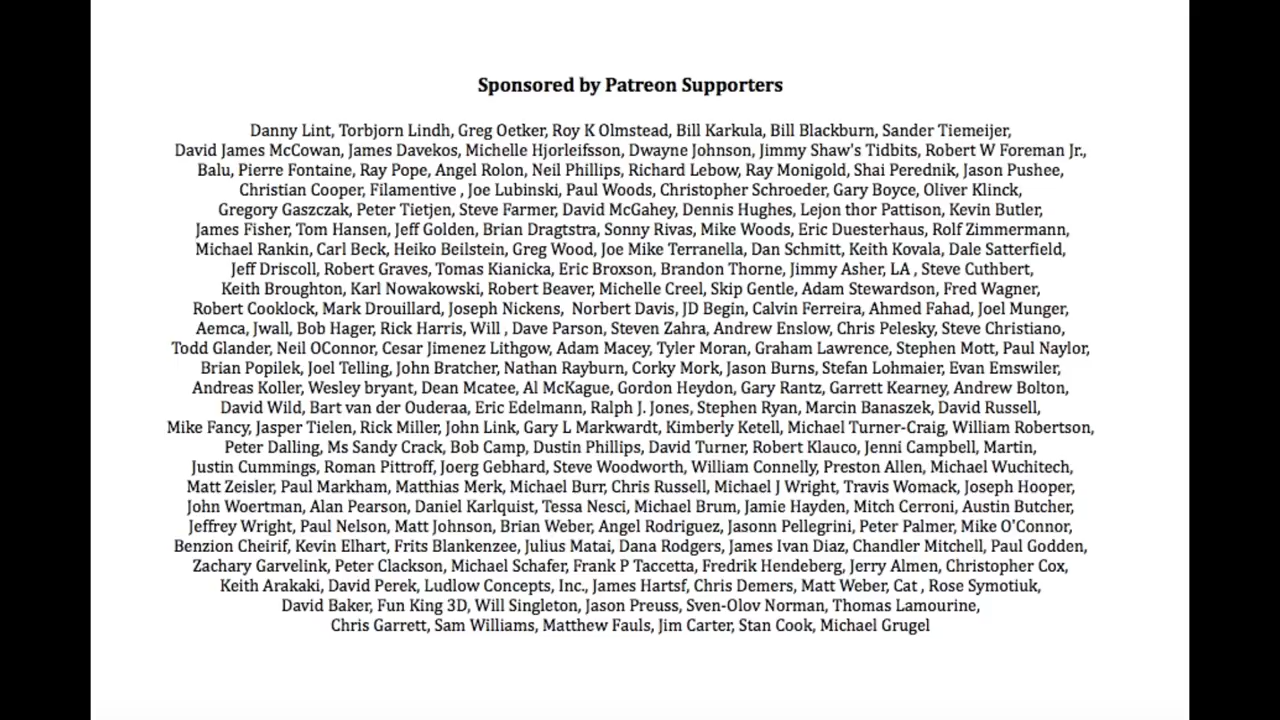 Sponsored by Patreon Supporters
Danny Lint, Torbjorn Lindh, Greg Oetker, Roy K Olmstead, Bill Karkula, Bill Blackburn, Sander Tiemeijer,
David James McCowan, James Davekos, Michelle Hjorleifsson, Dwayne Johnson, Jimmy Shaw's Tidbits, Robert W Foreman Jr.,
Balu, Pierre Fontaine, Ray Pope, Angel Rolon, Neil Phillips, Richard Lebow, Ray Monigold, Shai Perednik, Jason Pushee,
Christian Cooper, Filamentive , Joe Lubinski, Paul Woods, Christopher Schroeder, Gary Boyce, Oliver Klinck,
Gregory Gaszczak, Peter Tietjen, Steve Farmer, David McGahey, Dennis Hughes, Lejon thor Pattison, Kevin Butler,
James Fisher, Tom Hansen, Jeff Golden, Brian Dragtstra, Sonny Rivas, Mike Woods, Eric Duesterhaus, Rolf Zimmermann,
Michael Rankin, Carl Beck, Heiko Beilstein, Greg Wood, Joe Mike Terranella, Dan Schmitt, Keith Kovala, Dale Satterfield,
Jeff Driscoll, Robert Graves, Tomas Kianicka, Eric Broxson, Brandon Thorne, Jimmy Asher, LA , Steve Cuthbert,
Keith Broughton, Karl Nowakowski, Robert Beaver, Michelle Creel, Skip Gentle, Adam Stewardson, Fred Wagner,
Robert Cooklock, Mark Drouillard, Joseph Nickens,  Norbert Davis, JD Begin, Calvin Ferreira, Ahmed Fahad, Joel Munger,
Aemca, Jwall, Bob Hager, Rick Harris, Will , Dave Parson, Steven Zahra, Andrew Enslow, Chris Pelesky, Steve Christiano,
Todd Glander, Neil OConnor, Cesar Jimenez Lithgow, Adam Macey, Tyler Moran, Graham Lawrence, Stephen Mott, Paul Naylor,
Brian Popilek, Joel Telling, John Bratcher, Nathan Rayburn, Corky Mork, Jason Burns, Stefan Lohmaier, Evan Emswiler,
Andreas Koller, Wesley bryant, Dean Mcatee, Al McKague, Gordon Heydon, Gary Rantz, Garrett Kearney, Andrew Bolton,
David Wild, Bart van der Ouderaa, Eric Edelmann, Ralph J. Jones, Stephen Ryan, Marcin Banaszek, David Russell,
Mike Fancy, Jasper Tielen, Rick Miller, John Link, Gary L Markwardt, Kimberly Ketell, Michael Turner-Craig, William Robertson,
Peter Dalling, Ms Sandy Crack, Bob Camp, Dustin Phillips, David Turner, Robert Klauco, Jenni Campbell, Martin,
Justin Cummings, Roman Pittroff, Joerg Gebhard, Steve Woodworth, William Connelly, Preston Allen, Michael Wuchitech,
Matt Zeisler, Paul Markham, Matthias Merk, Michael Burr, Chris Russell, Michael J Wright, Travis Womack, Joseph Hooper,
John Woertman, Alan Pearson, Daniel Karlquist, Tessa Nesci, Michael Brum, Jamie Hayden, Mitch Cerroni, Austin Butcher,
Jeffrey Wright, Paul Nelson, Matt Johnson, Brian Weber, Angel Rodriguez, Jasonn Pellegrini, Peter Palmer, Mike O'Connor,
Benzion Cheirif, Kevin Elhart, Frits Blankenzee, Julius Matai, Dana Rodgers, James Ivan Diaz, Chandler Mitchell, Paul Godden,
Zachary Garvelink, Peter Clackson, Michael Schafer, Frank P Taccetta, Fredrik Hendeberg, Jerry Almen, Christopher Cox,
Keith Arakaki, David Perek, Ludlow Concepts, Inc., James Hartsf, Chris Demers, Matt Weber, Cat , Rose Symotiuk,
David Baker, Fun King 3D, Will Singleton, Jason Preuss, Sven-Olov Norman, Thomas Lamourine,
Chris Garrett, Sam Williams, Matthew Fauls, Jim Carter, Stan Cook, Michael Grugel